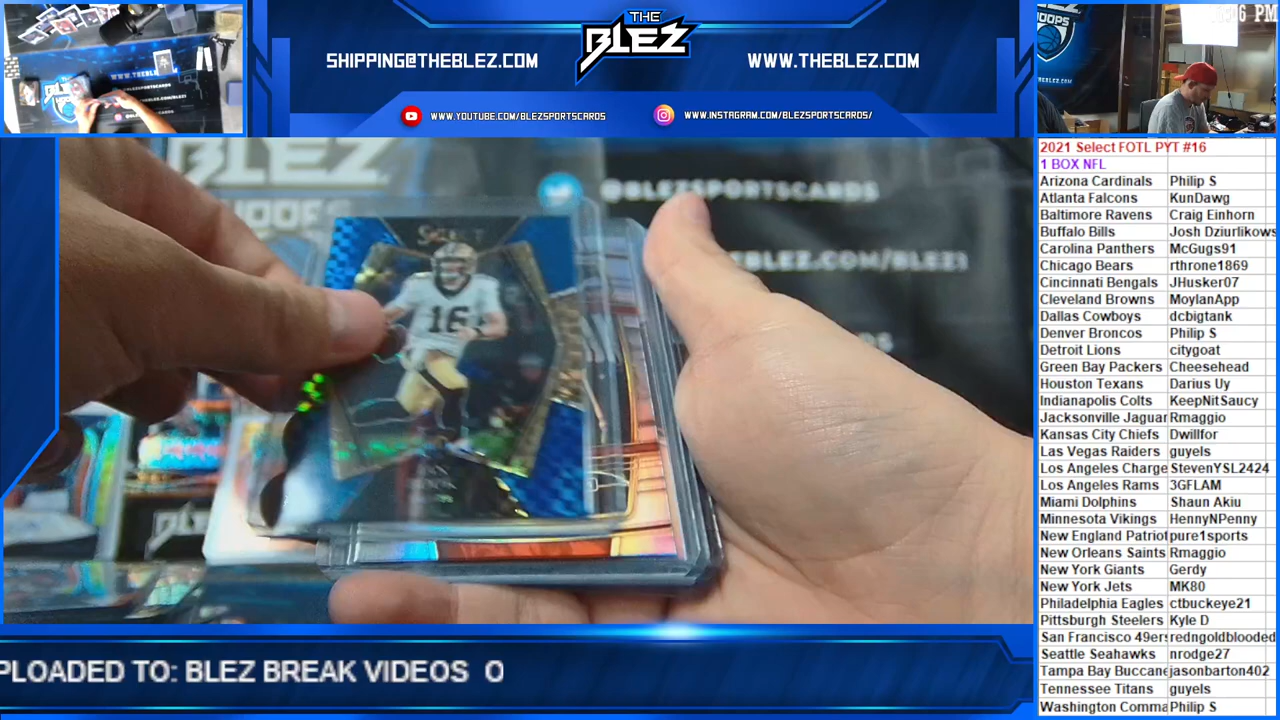 THE
BLEZ
SHIPPING@THEBLEZ.COM
WWW.THEBLEZ.COM
WWW.YOUTUBE.COM/BLEZSPORTSCARDS
WWW.INSTAGRAM.COM/BLEZSPORTSCARDS/
BLEZ
HOOPS
@BLEZSPORTSCARDS
BLEZ.COM/BLEZ1
SELECT
16
2021 Select FOTL PYT #16
1 BOX NFL
Arizona Cardinals Philip S
Atlanta Falcons KunDawg
Baltimore Ravens Craig Einhorn
Buffalo Bills Josh Dziurlikows
Carolina Panthers McGugs91
Chicago Bears rthrone1869
Cincinnati Bengals JHusker07
Cleveland Browns MoylanApp
Dallas Cowboys dcbigtank
Denver Broncos Philip S
Detroit Lions citygoat
Green Bay Packers Cheesehead
Houston Texans Darius Uy
Indianapolis Colts KeepNitSaucy
Jacksonville Jaguar Rmaggio
Kansas City Chiefs Dwillfor
Las Vegas Raiders guyels
Los Angeles Charge StevenYSL2424
Los Angeles Rams 3GFLAM
Miami Dolphins Shaun Akiu
Minnesota Vikings HennyNPenny
New England Patriot pure1sports
New Orleans Saints Rmaggio
New York Giants Gerdy
New York Jets MK80
Philadelphia Eagles ctbuckeye21
Pittsburgh Steelers Kyle D
San Francisco 49ers redngoldblooded
Seattle Seahawks nrodge27
Tampa Bay Buccane jasonbarton402
Tennessee Titans guyels
Washington Comma Philip S
PLOADED TO: BLEZ BREAK VIDEOS O